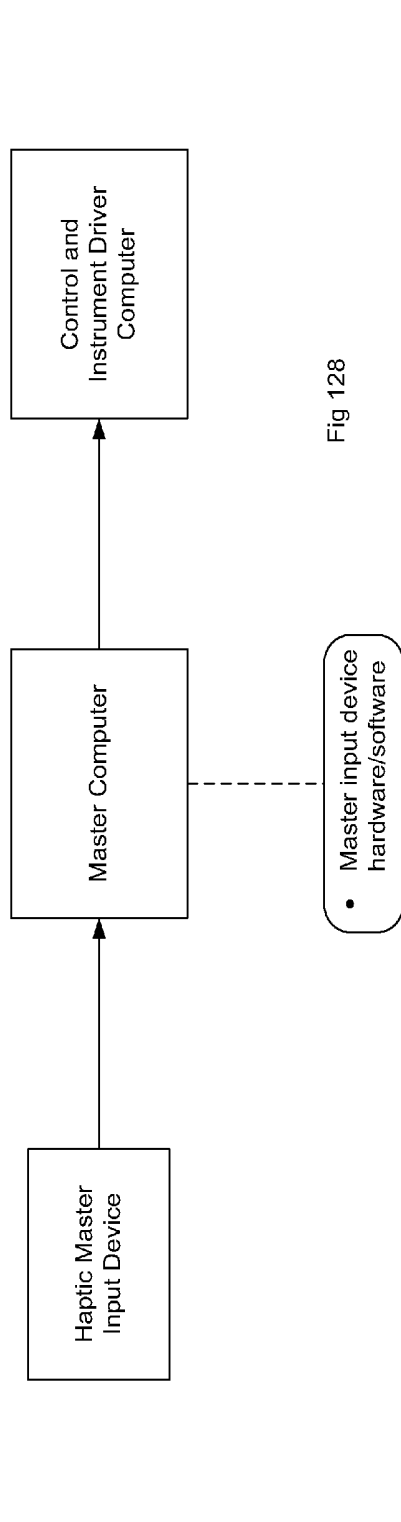 Haptic Master
Input Device
Master Computer
Control and
Instrument Driver
Computer
• Master input device
hardware/software
Fig 128